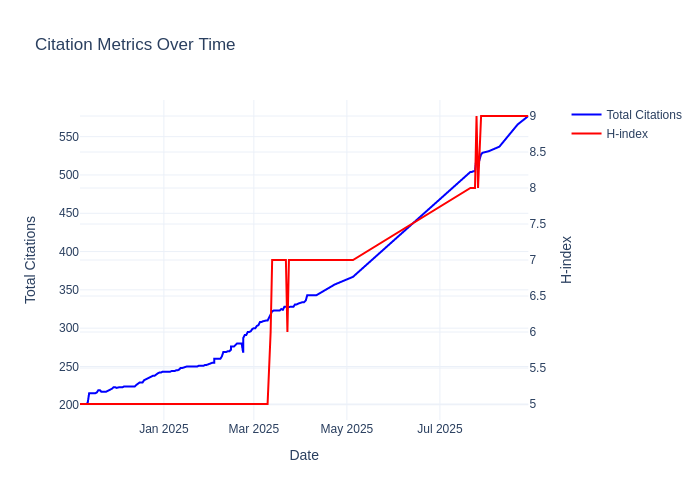 Citation Metrics Over Time
Total Citations
H-index
550
500
450
400
350
300
250
200
9
8.5
8
7.5
7
6.5
6
5.5
5
Jan 2025
Mar 2025
May 2025
Jul 2025
Date
Total Citations
H-index